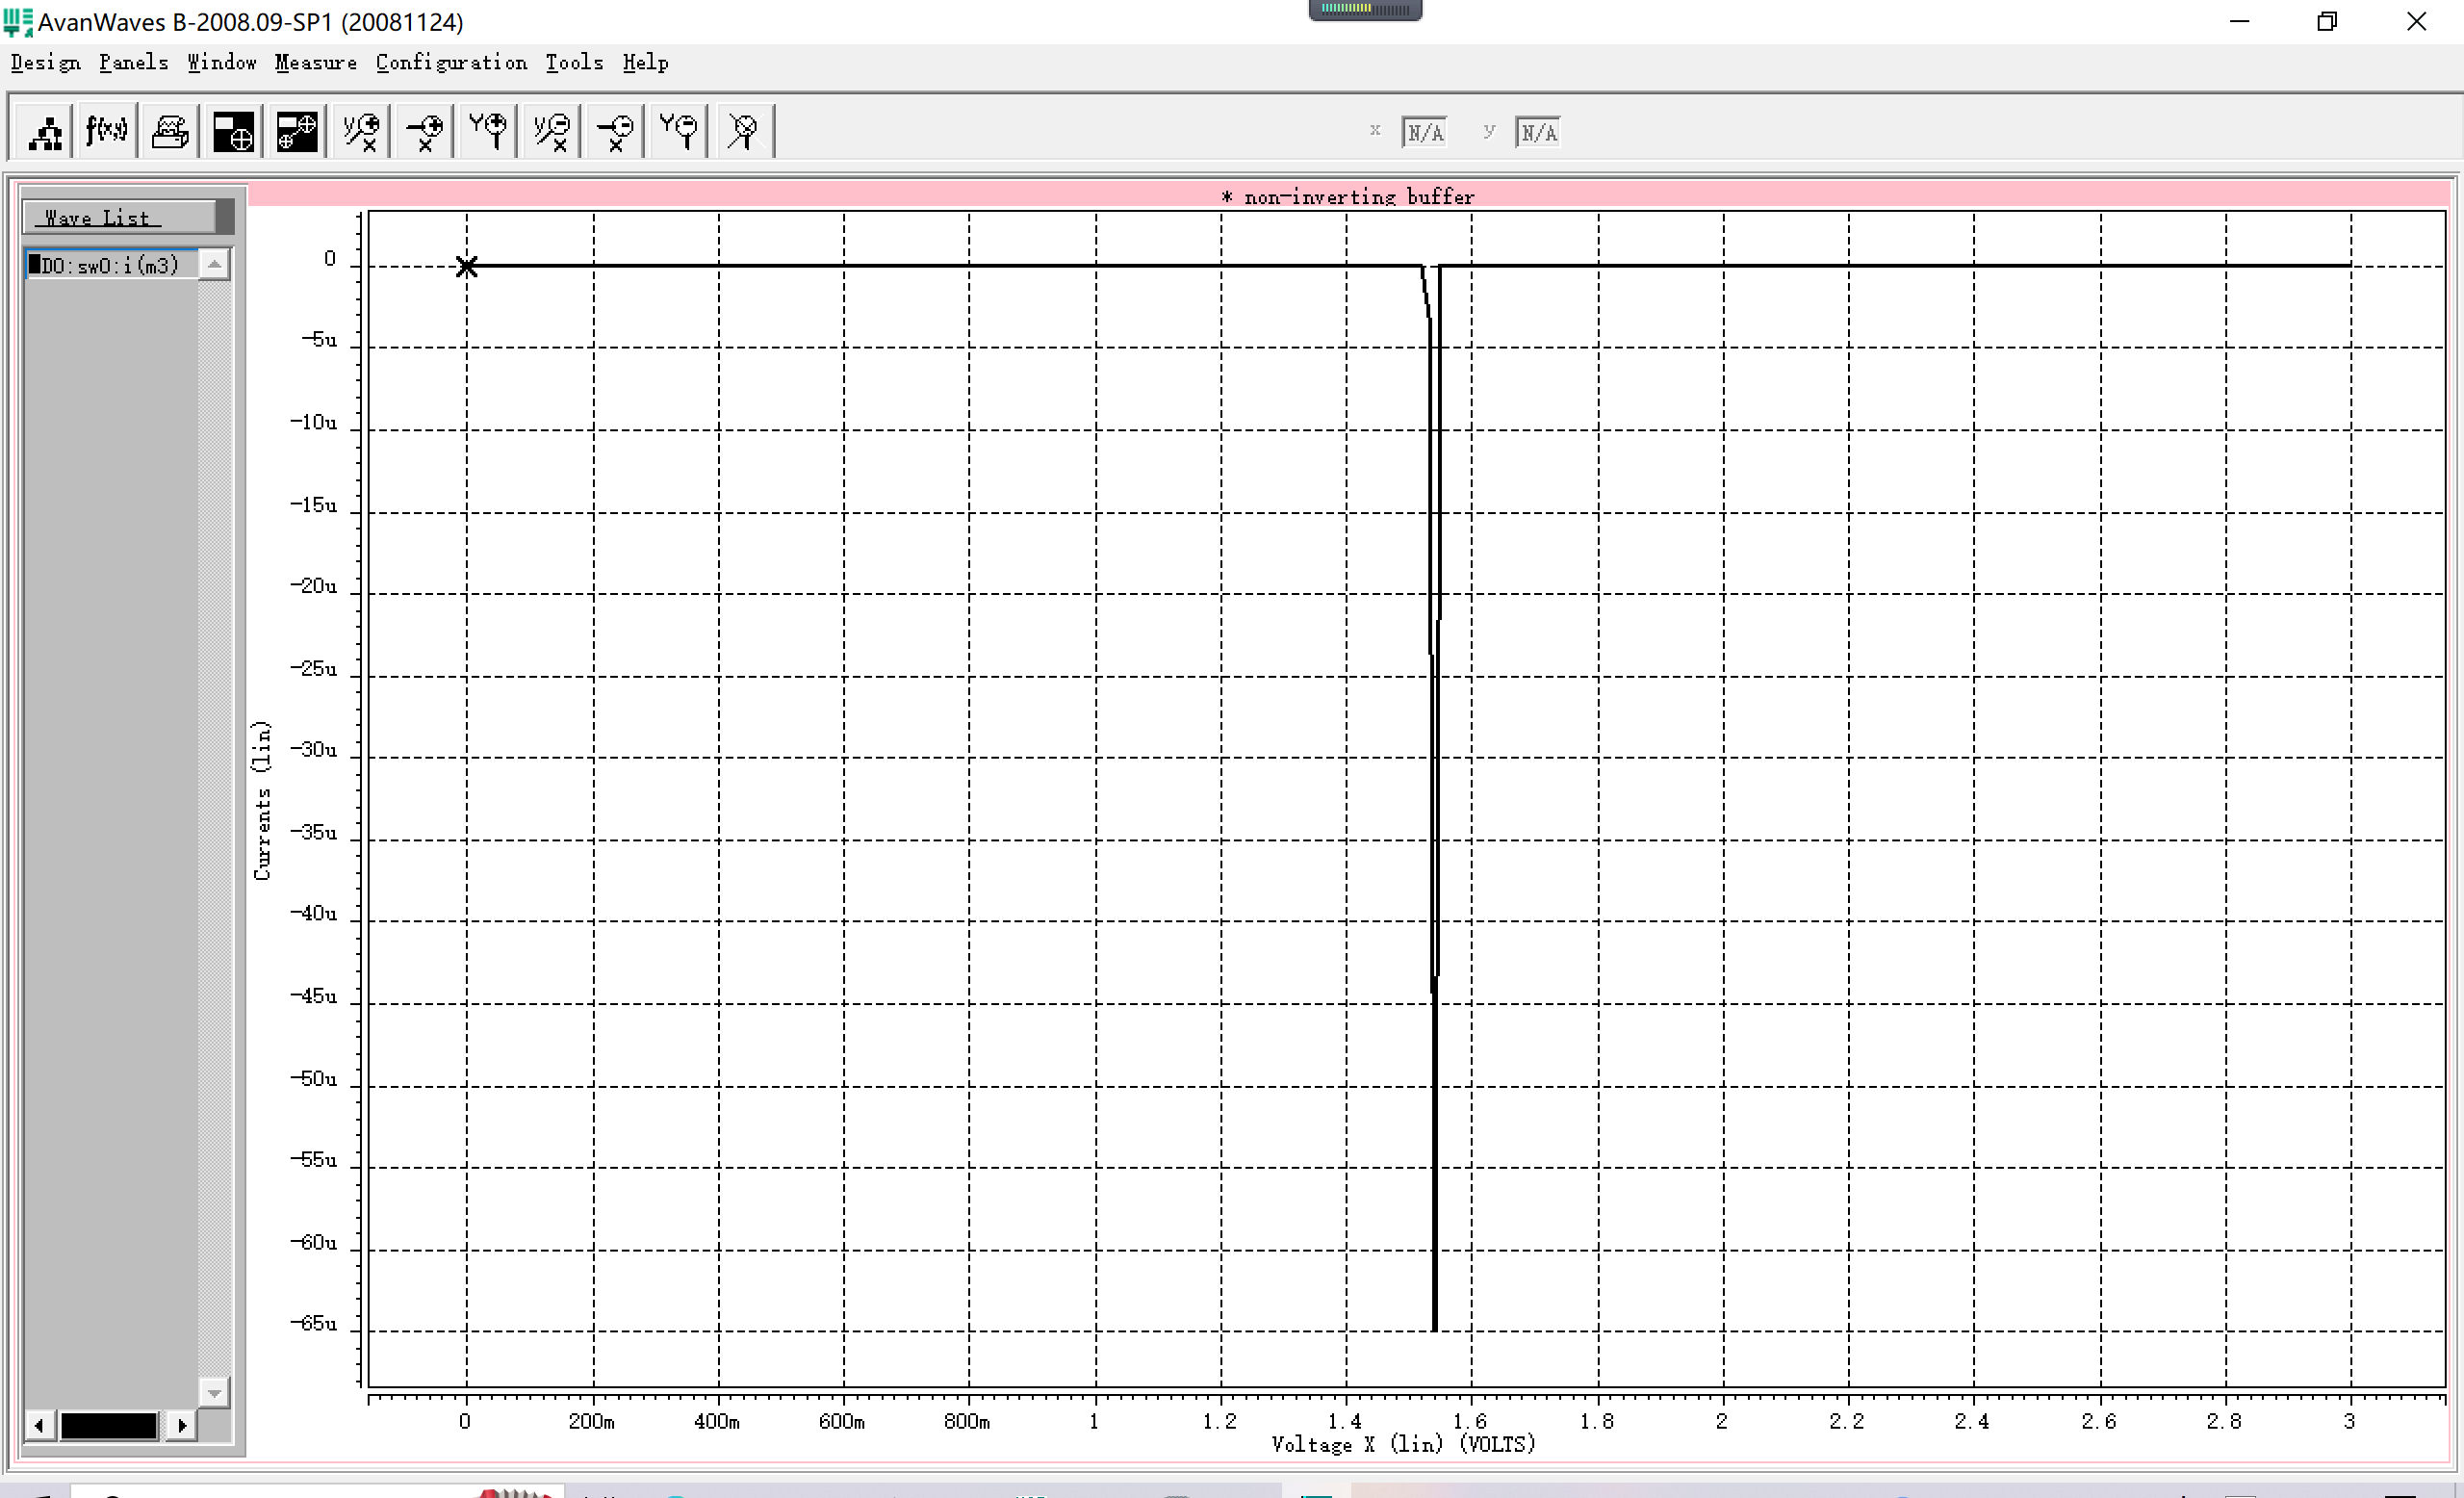 AvanWaves B-2008.09-SP1 (20081124)
Design Panels Window Measure Configuration Tools Help
f(x,y) y x x Y y x x Y x N/A y N/A
* non-inverting buffer
Wave List
D0:sw0:i(m3)
Currents (lin)
0
-5u
-10u
-15u
-20u
-25u
-30u
-35u
-40u
-45u
-50u
-55u
-60u
-65u
0 200m 400m 600m 800m 1 1.2 1.4 1.6 1.8 2 2.2 2.4 2.6 2.8 3
Voltage X (lin) (VOLTS)